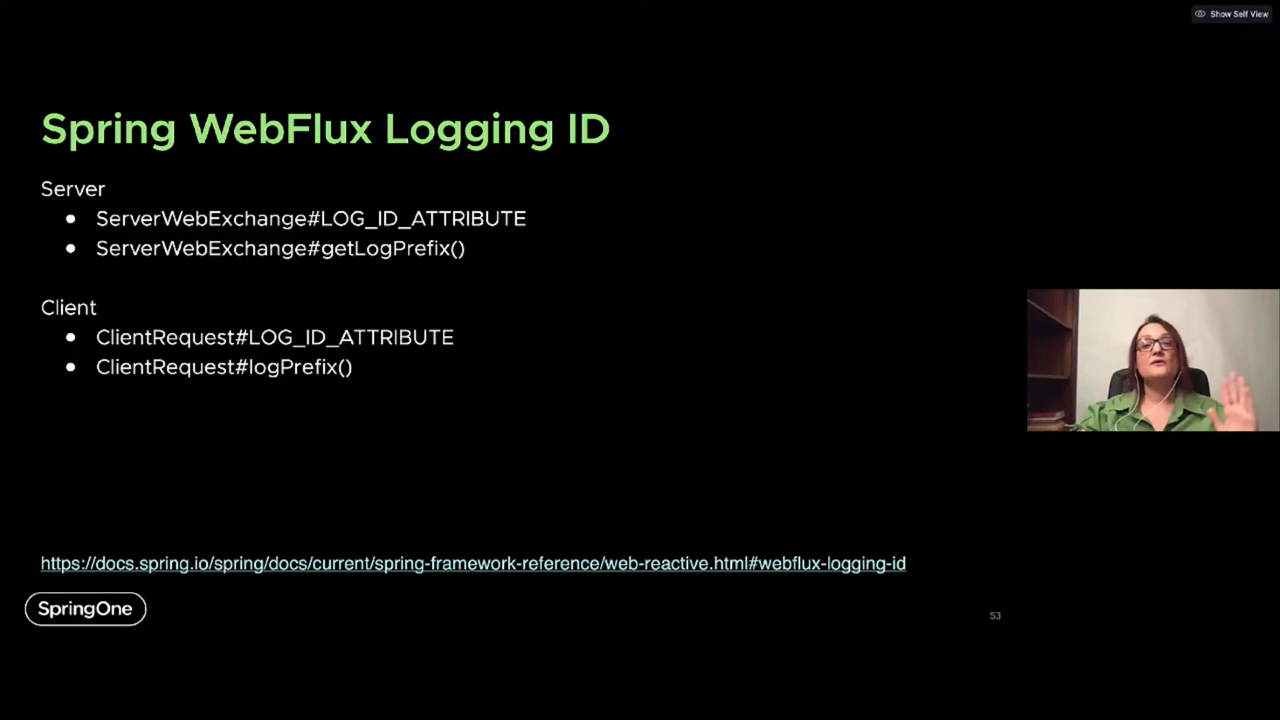 Show Self View
Spring WebFlux Logging ID
Server
• ServerWebExchange#LOG_ID_ATTRIBUTE
• ServerWebExchange#getLogPrefix()
Client
• ClientRequest#LOG_ID_ATTRIBUTE
• ClientRequest#logPrefix()
https://docs.spring.io/spring/docs/current/spring-framework-reference/web-reactive.html#webflux-logging-id
SpringOne
53